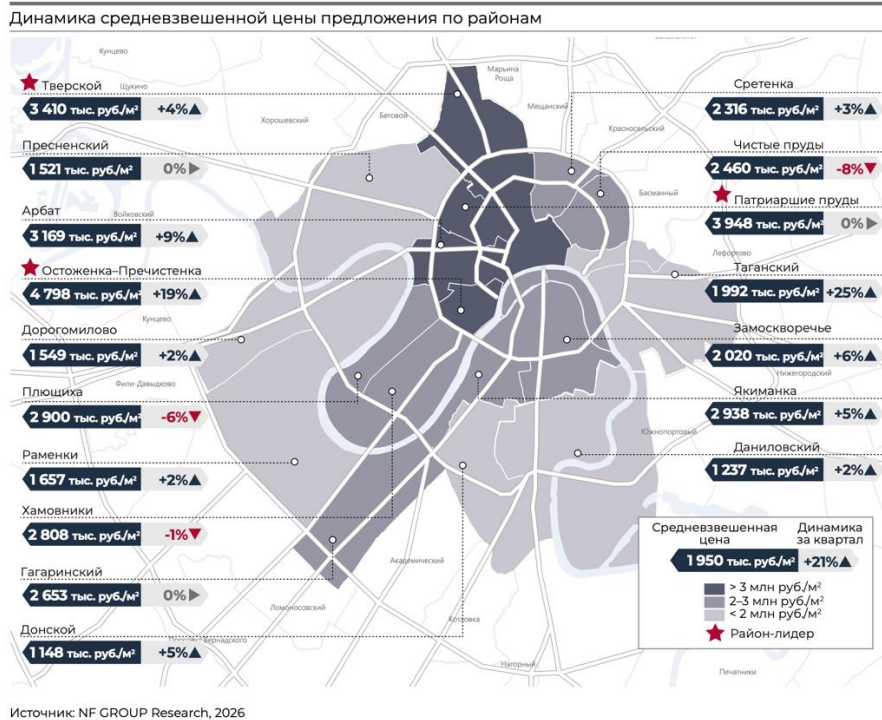 Динамика средневзвешенной цены предложения по районам
Тверской
3 410 тыс. руб./м² +4%
Пресненский
1 521 тыс. руб./м² 0%
Арбат
3 169 тыс. руб./м² +9%
Остоженка–Пречистенка
4 798 тыс. руб./м² +19%
Дорогомилово
1 549 тыс. руб./м² +2%
Плющиха
2 900 тыс. руб./м² -6%
Раменки
1 657 тыс. руб./м² +2%
Хамовники
2 808 тыс. руб./м² -1%
Гагаринский
2 653 тыс. руб./м² 0%
Донской
1 148 тыс. руб./м² +5%
Кунцево
Щукино
Хорошевский
Беговой
Марьина
Роща
Мещанский
Красносельский
Басманный
Войковский
Лефортово
Кунцево
Фили-Давыдково
Нижегородский
Южнопортовый
Академический
Ломоносовский
Вернадского
Котловка
Нагорный
Печатники
Сретенка
2 316 тыс. руб./м² +3%
Чистые пруды
2 460 тыс. руб./м² -8%
Патриаршие пруды
3 948 тыс. руб./м² 0%
Таганский
1 992 тыс. руб./м² +25%
Замоскворечье
2 020 тыс. руб./м² +6%
Якиманка
2 938 тыс. руб./м² +5%
Даниловский
1 237 тыс. руб./м² +2%
Средневзвешенная цена
Динамика за квартал
1 950 тыс. руб./м² +21%
> 3 млн руб./м²
2–3 млн руб./м²
< 2 млн руб./м²
Район-лидер
Источник: NF GROUP Research, 2026